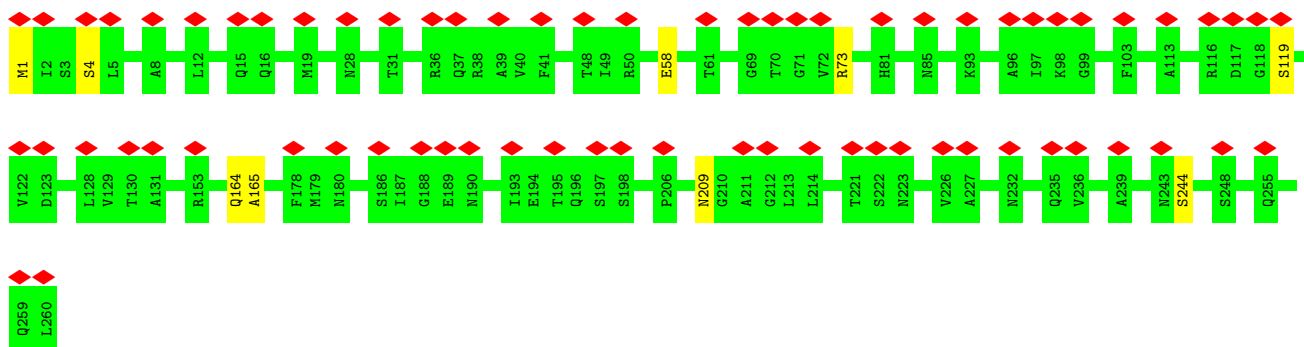 M1 I2 S3 S4 L5 A8 L12 Q15 Q16 M19 N28 T31 R36 Q37 R38 A39 V40 F41 T48 I49 R50 E58 T61 G69 T70 G71 V72 R73 H81 N85 K93 A96 I97 K98 G99 F103 A113 R116 D117 G118 S119
V122 D123 L128 V129 T130 A131 R153 Q164 A165 F178 M179 N180 S186 I187 G188 E189 N190 I193 E194 T195 Q196 S197 S198 P206 N209 G210 A211 G212 L213 L214 T221 S222 N223 V226 A227 N232 Q235 V236 A239 N243 S244 S248 Q255
Q259 L260